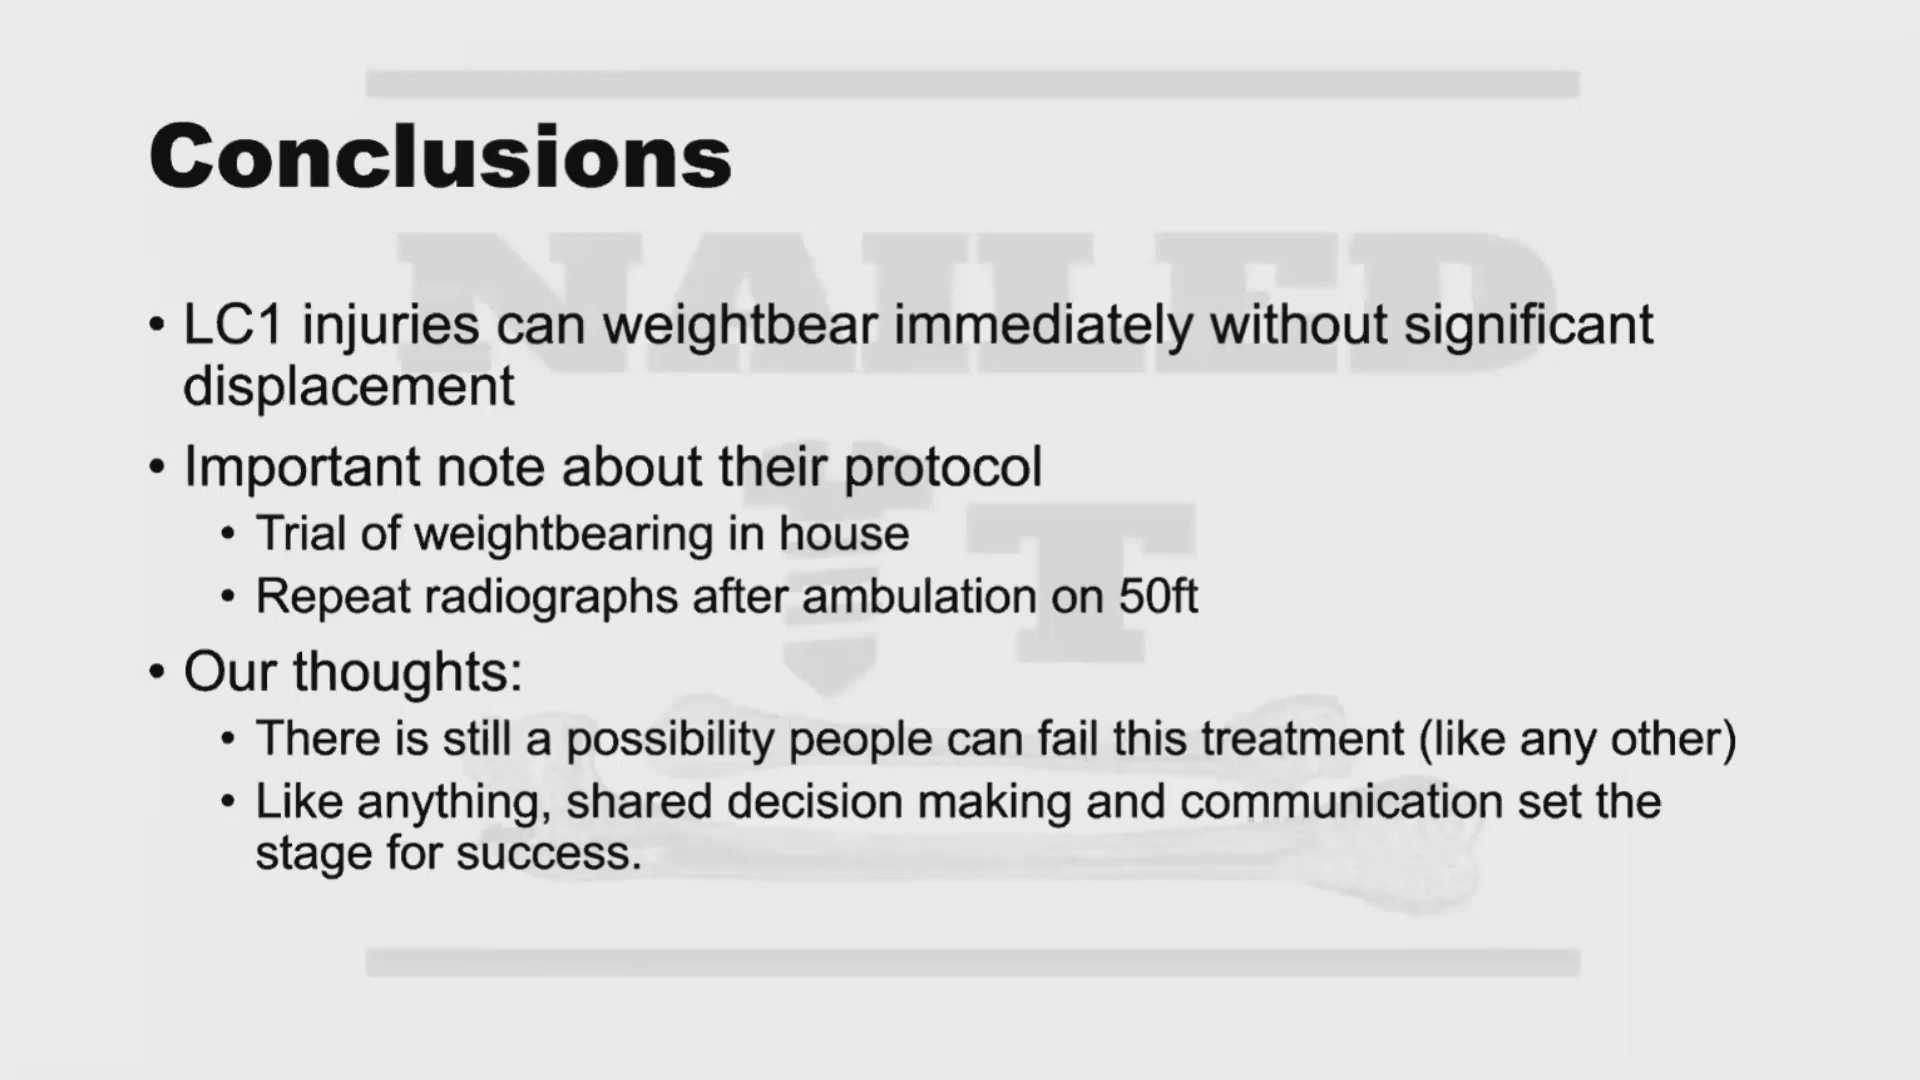 Conclusions
NAILED
• LC1 injuries can weightbear immediately without significant
displacement
• Important note about their protocol
• Trial of weightbearing in house
T
• Repeat radiographs after ambulation on 50ft
• Our thoughts:
• There is still a possibility people can fail this treatment (like any other)
• Like anything, shared decision making and communication set the
stage for success.